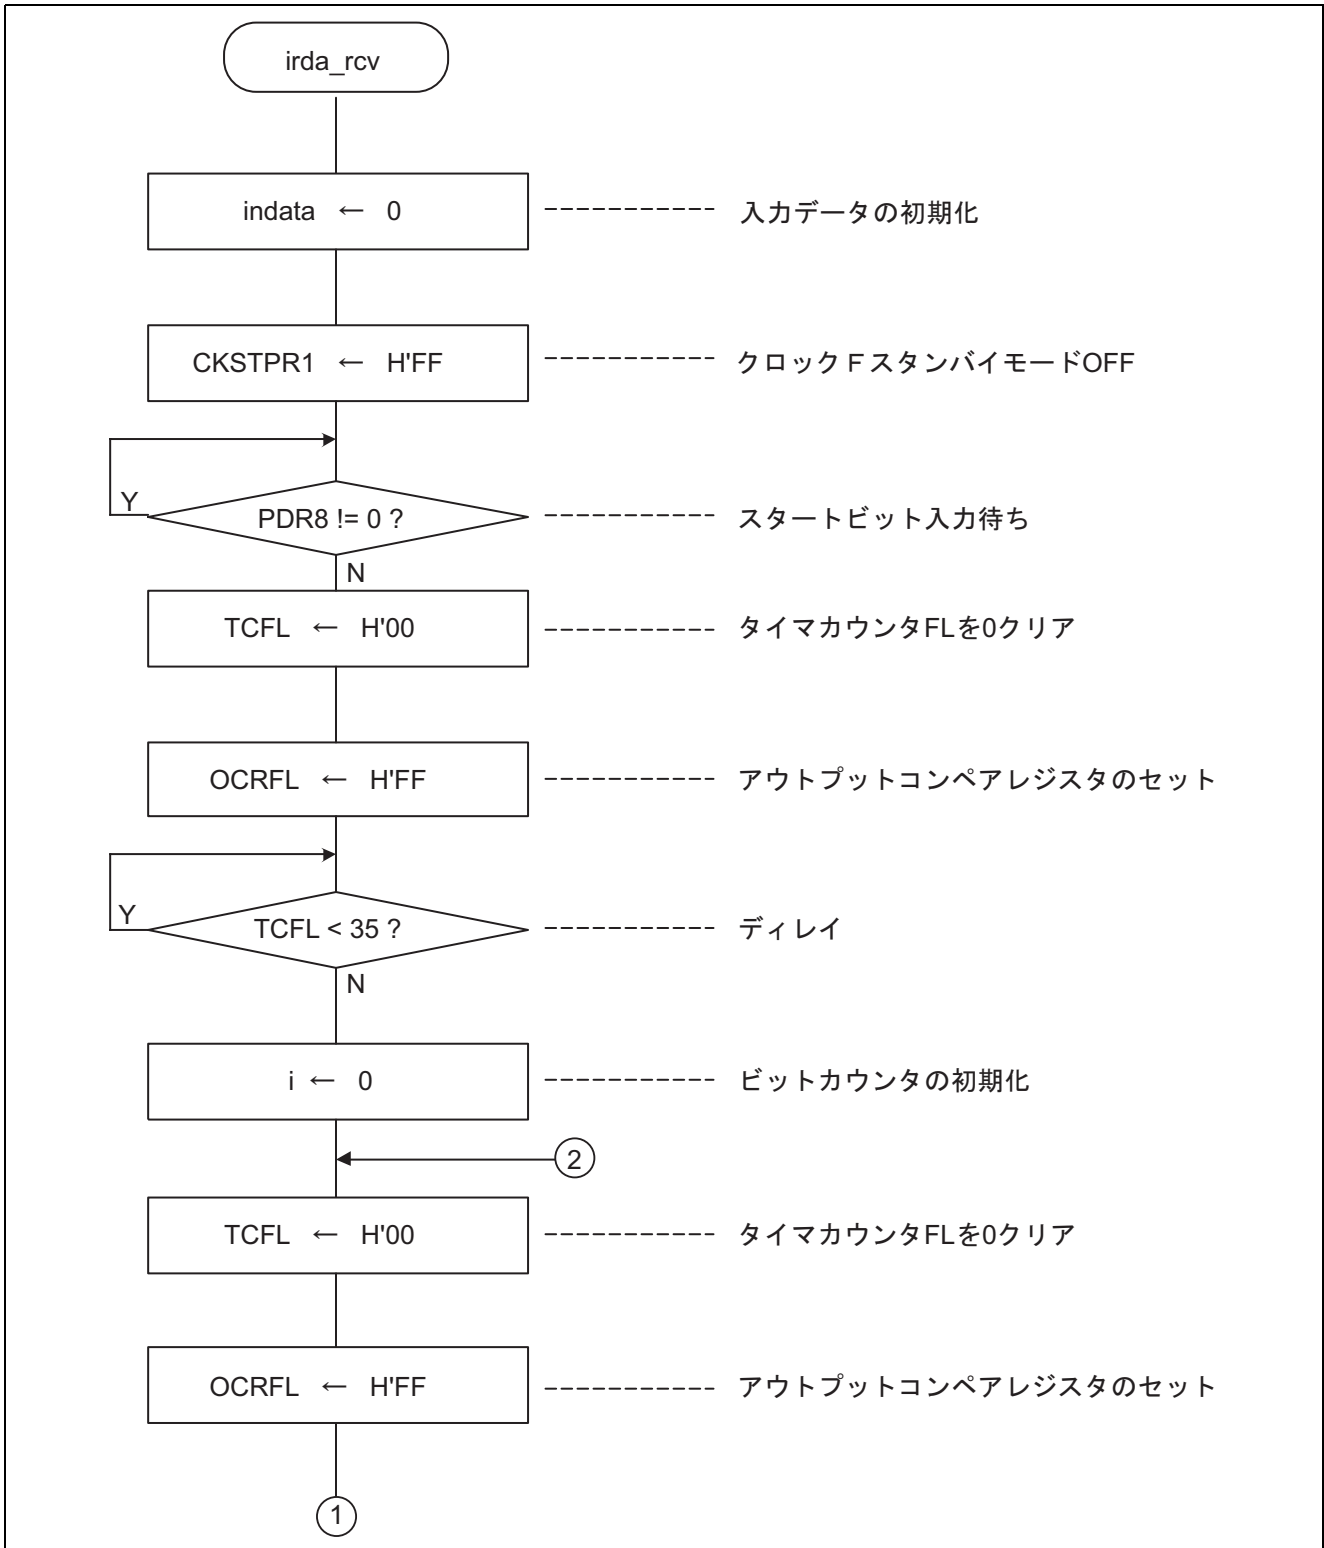 irda_rcv
indata ← 0
入力データの初期化
CKSTPR1 ← H'FF
クロックＦスタンバイモードOFF
Y
PDR8 != 0 ?
スタートビット入力待ち
N
TCFL ← H'00
タイマカウンタFLを0クリア
OCRFL ← H'FF
アウトプットコンペアレジスタのセット
Y
TCFL < 35 ?
ディレイ
N
i ← 0
ビットカウンタの初期化
2
TCFL ← H'00
タイマカウンタFLを0クリア
OCRFL ← H'FF
アウトプットコンペアレジスタのセット
1